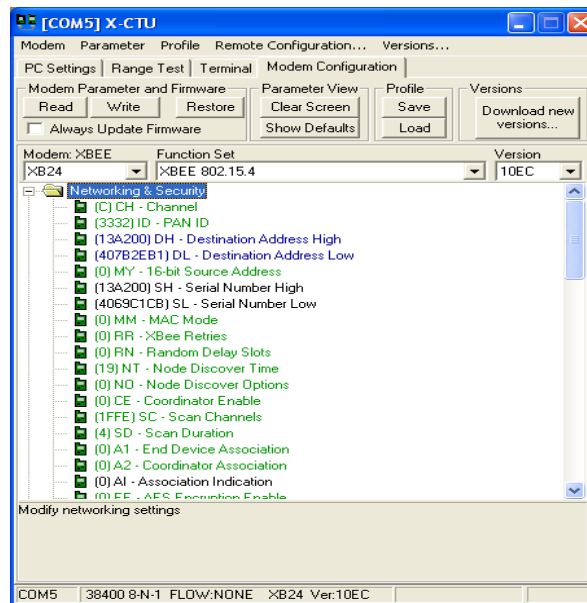 [COM5] X-CTU
Modem Parameter Profile Remote Configuration... Versions...
PC Settings Range Test Terminal Modem Configuration
Modem Parameter and Firmware Parameter View Profile Versions
Read Write Restore Clear Screen Save Download new versions...
Always Update Firmware Show Defaults Load
Modem: XBEE Function Set Version
XB24 XBEE 802.15.4 10EC
Networking & Security
(C) CH - Channel
(3332) ID - PAN ID
(13A200) DH - Destination Address High
(407B2EB1) DL - Destination Address Low
(0) MY - 16-bit Source Address
(13A200) SH - Serial Number High
(4069C1CB) SL - Serial Number Low
(0) MM - MAC Mode
(0) RR - XBee Retries
(0) RN - Random Delay Slots
(19) NT - Node Discover Time
(0) NO - Node Discover Options
(0) CE - Coordinator Enable
(1FFE) SC - Scan Channels
(4) SD - Scan Duration
(0) A1 - End Device Association
(0) A2 - Coordinator Association
(0) AI - Association Indication
(0) EE - AES Encryption Enable
Modify networking settings
COM5 38400 8-N-1 FLOW:NONE XB24 Ver:10EC